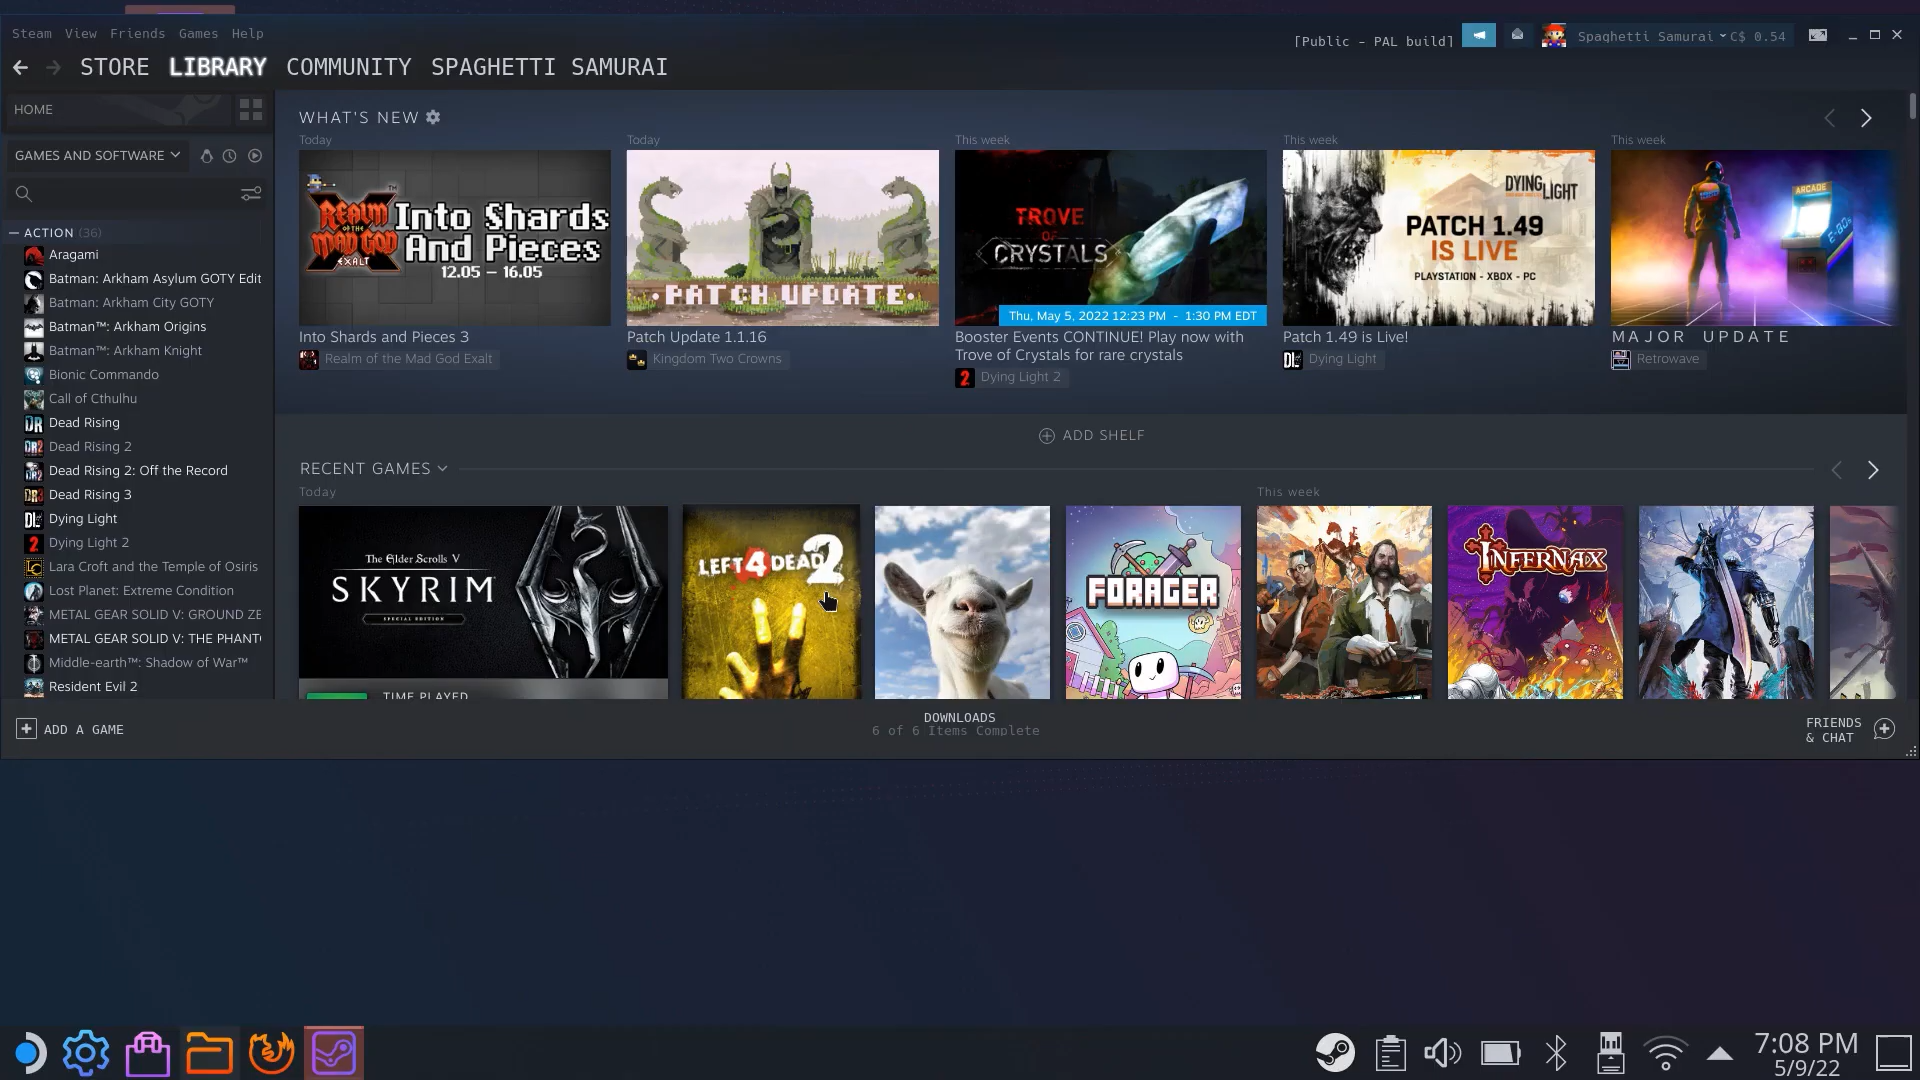 Steam View Friends Games Help
[Public - PAL build]
Spaghetti Samurai C$ 0.54
STORE LIBRARY COMMUNITY SPAGHETTI SAMURAI
HOME
GAMES AND SOFTWARE
ACTION (36)
Aragami
Batman: Arkham Asylum GOTY Edit
Batman: Arkham City GOTY
Batman™: Arkham Origins
Batman™: Arkham Knight
Bionic Commando
Call of Cthulhu
Dead Rising
Dead Rising 2
Dead Rising 2: Off the Record
Dead Rising 3
Dying Light
Dying Light 2
Lara Croft and the Temple of Osiris
Lost Planet: Extreme Condition
METAL GEAR SOLID V: GROUND ZE
METAL GEAR SOLID V: THE PHANT
Middle-earth™: Shadow of War™
Resident Evil 2
WHAT'S NEW
Today
REALM
OF THE
MAD GOD
EXALT
™
Into Shards
And Pieces
12.05 – 16.05
Into Shards and Pieces 3
Realm of the Mad God Exalt
Today
PATCH UPDATE
Patch Update 1.1.16
Kingdom Two Crowns
This week
TROVE
OF
CRYSTALS
Thu, May 5, 2022 12:23 PM - 1:30 PM EDT
Booster Events CONTINUE! Play now with
Trove of Crystals for rare crystals
Dying Light 2
This week
DYING LIGHT
PATCH 1.49
IS LIVE
PLAYSTATION - XBOX - PC
Patch 1.49 is Live!
Dying Light
This week
ARCADE
MAJOR UPDATE
Retrowave
ADD SHELF
RECENT GAMES
Today
The Elder Scrolls V
SKYRIM
SPECIAL EDITION
TIME PLAYED
LEFT 4 DEAD 2
FORAGER
This week
INFERNAX
ADD A GAME
DOWNLOADS
6 of 6 Items Complete
FRIENDS
& CHAT
7:08 PM
5/9/22